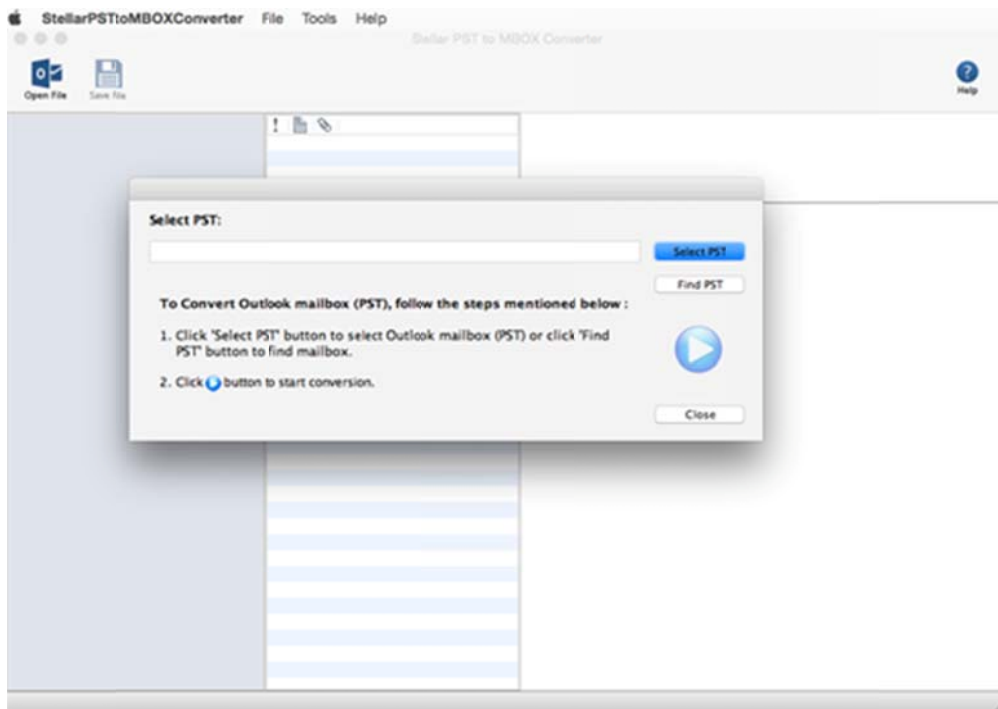 StellarPSTtoMBOXConverter File Tools Help
Stellar PST to MBOX Converter
Open File Save File
Help
Select PST:
Select PST
Find PST
To Convert Outlook mailbox (PST), follow the steps mentioned below :
1. Click "Select PST" button to select Outlook mailbox (PST) or click "Find
PST" button to find mailbox.
2. Click button to start conversion.
Close